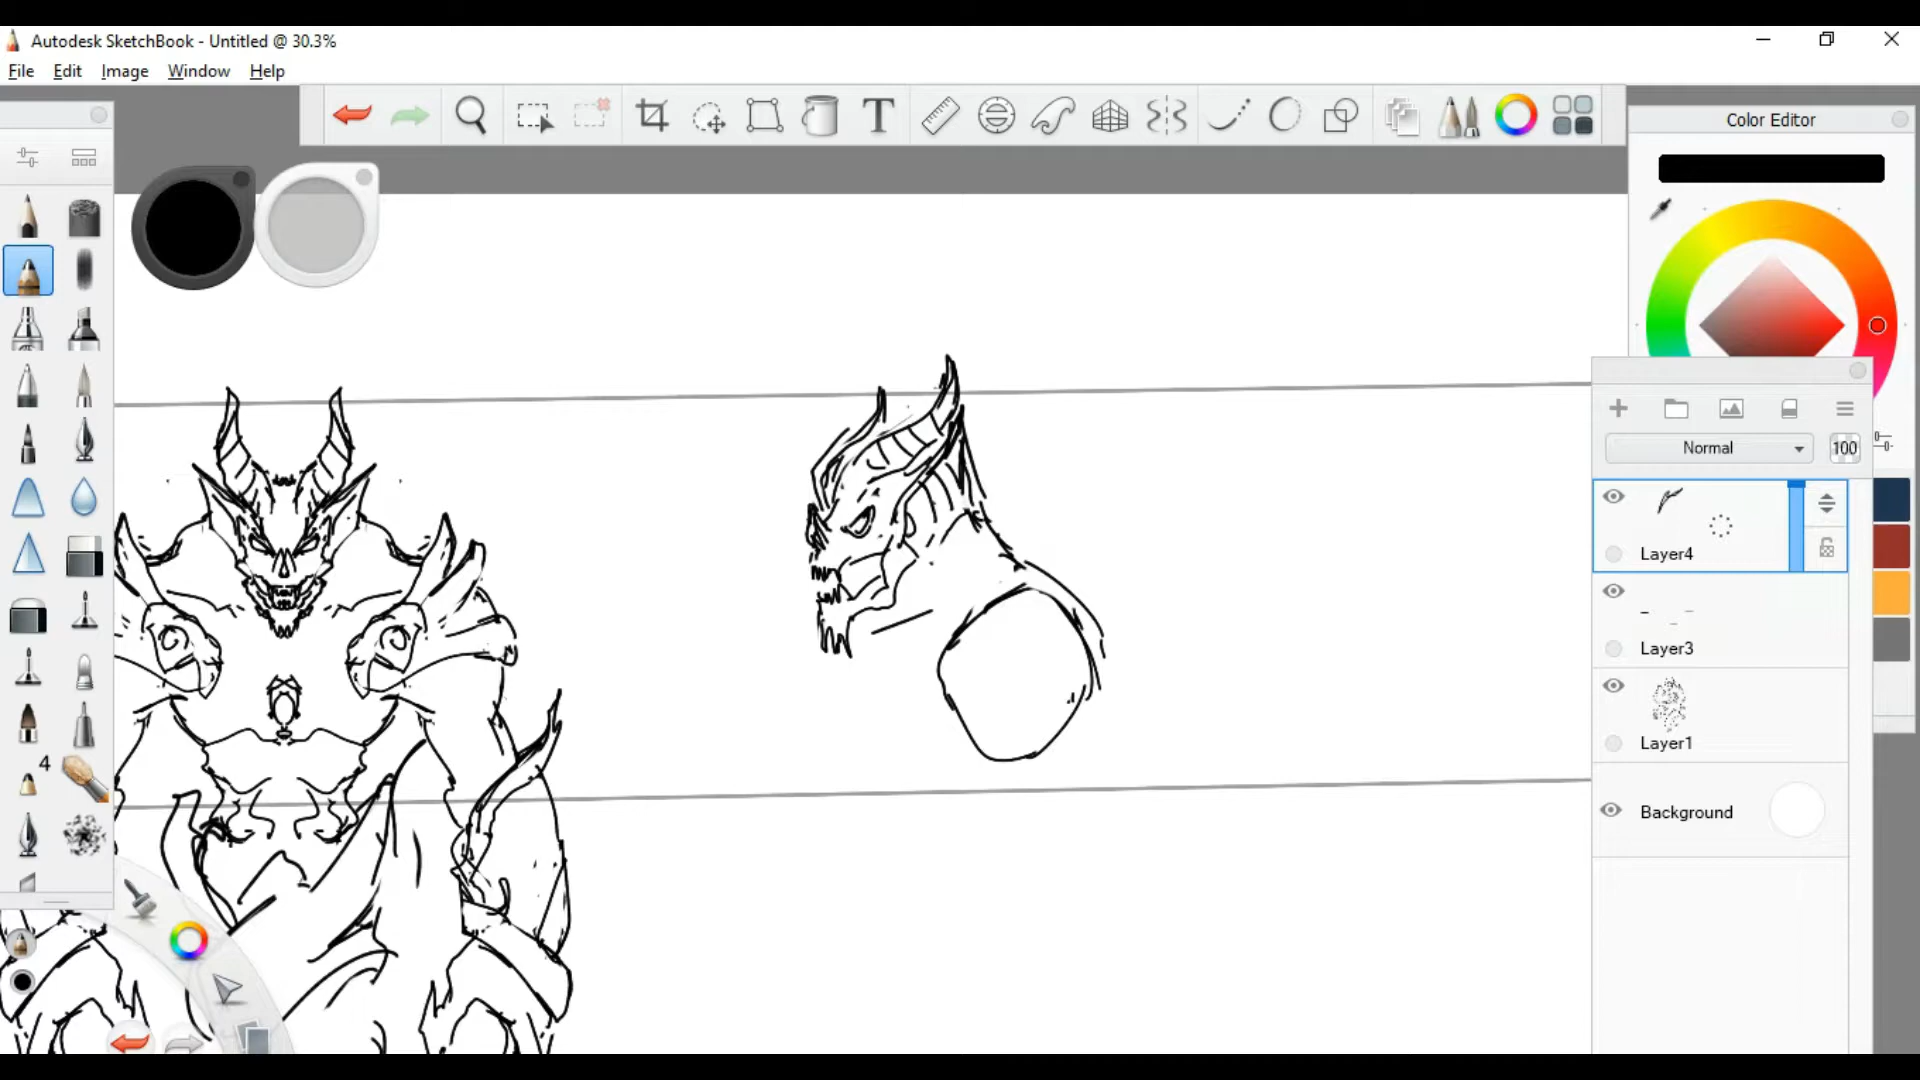 Autodesk SketchBook - Untitled @ 30.3%
File Edit Image Window Help
T
Color Editor
Normal 100
Layer4
Layer3
Layer1
4
Background